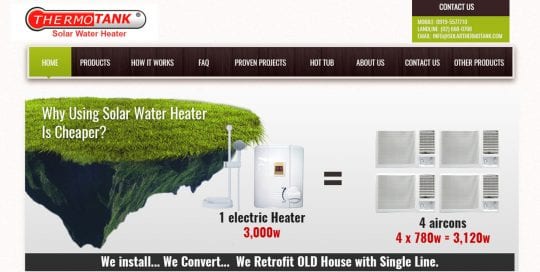 THERMOTANK
Solar Water Heater
CONTACT US
MOBILE: 0919-5571710
LANDLINE: (02) 668-0708
EMAIL: INFO@SOLARTHERMOTANK.COM
HOME PRODUCTS HOW IT WORKS FAQ PROVEN PROJECTS HOT TUB ABOUT US CONTACT US OTHER PRODUCTS
Why Using Solar Water Heater
Is Cheaper?
1 electric Heater
3,000w
=
4 aircons
4 x 780w = 3,120w
We install... We Convert... We Retrofit OLD House with Single Line.